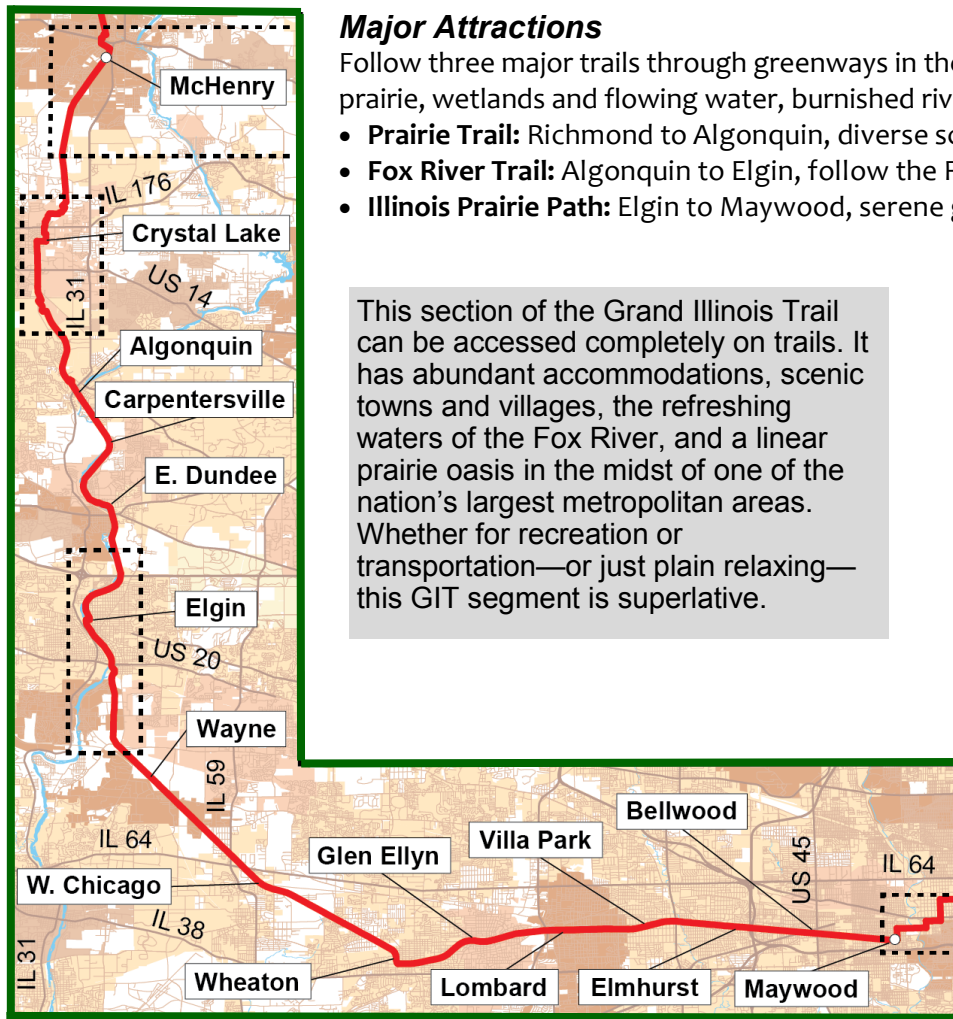 Major Attractions
Follow three major trails through greenways in the
prairie, wetlands and flowing water, burnished riv
• Prairie Trail: Richmond to Algonquin, diverse sc
• Fox River Trail: Algonquin to Elgin, follow the F
• Illinois Prairie Path: Elgin to Maywood, serene g
This section of the Grand Illinois Trail
can be accessed completely on trails. It
has abundant accommodations, scenic
towns and villages, the refreshing
waters of the Fox River, and a linear
prairie oasis in the midst of one of the
nation's largest metropolitan areas.
Whether for recreation or
transportation—or just plain relaxing—
this GIT segment is superlative.
McHenry
IL 176
Crystal Lake
US 14
IL 31
Algonquin
Carpentersville
E. Dundee
Elgin
US 20
Wayne
IL 59
IL 64
W. Chicago
IL 38
IL 31
Wheaton
Glen Ellyn
Villa Park
Bellwood
US 45
IL 64
Lombard
Elmhurst
Maywood